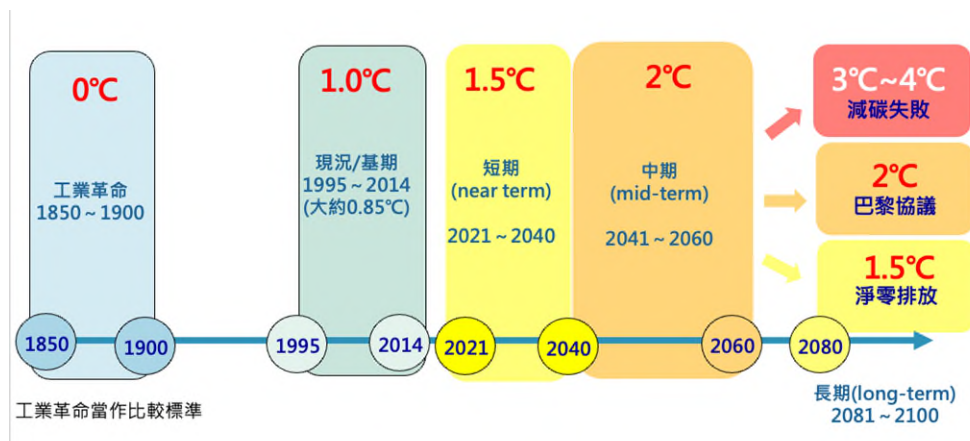 0℃
工業革命
1850～1900
1.0℃
現況/基期
1995～2014
(大約0.85℃)
1.5℃
短期
(near term)
2021～2040
2℃
中期
(mid-term)
2041～2060
3℃~4℃
減碳失敗
2℃
巴黎協議
1.5℃
淨零排放
1850
1900
1995
2014
2021
2040
2060
2080
工業革命當作比較標準
長期(long-term)
2081～2100